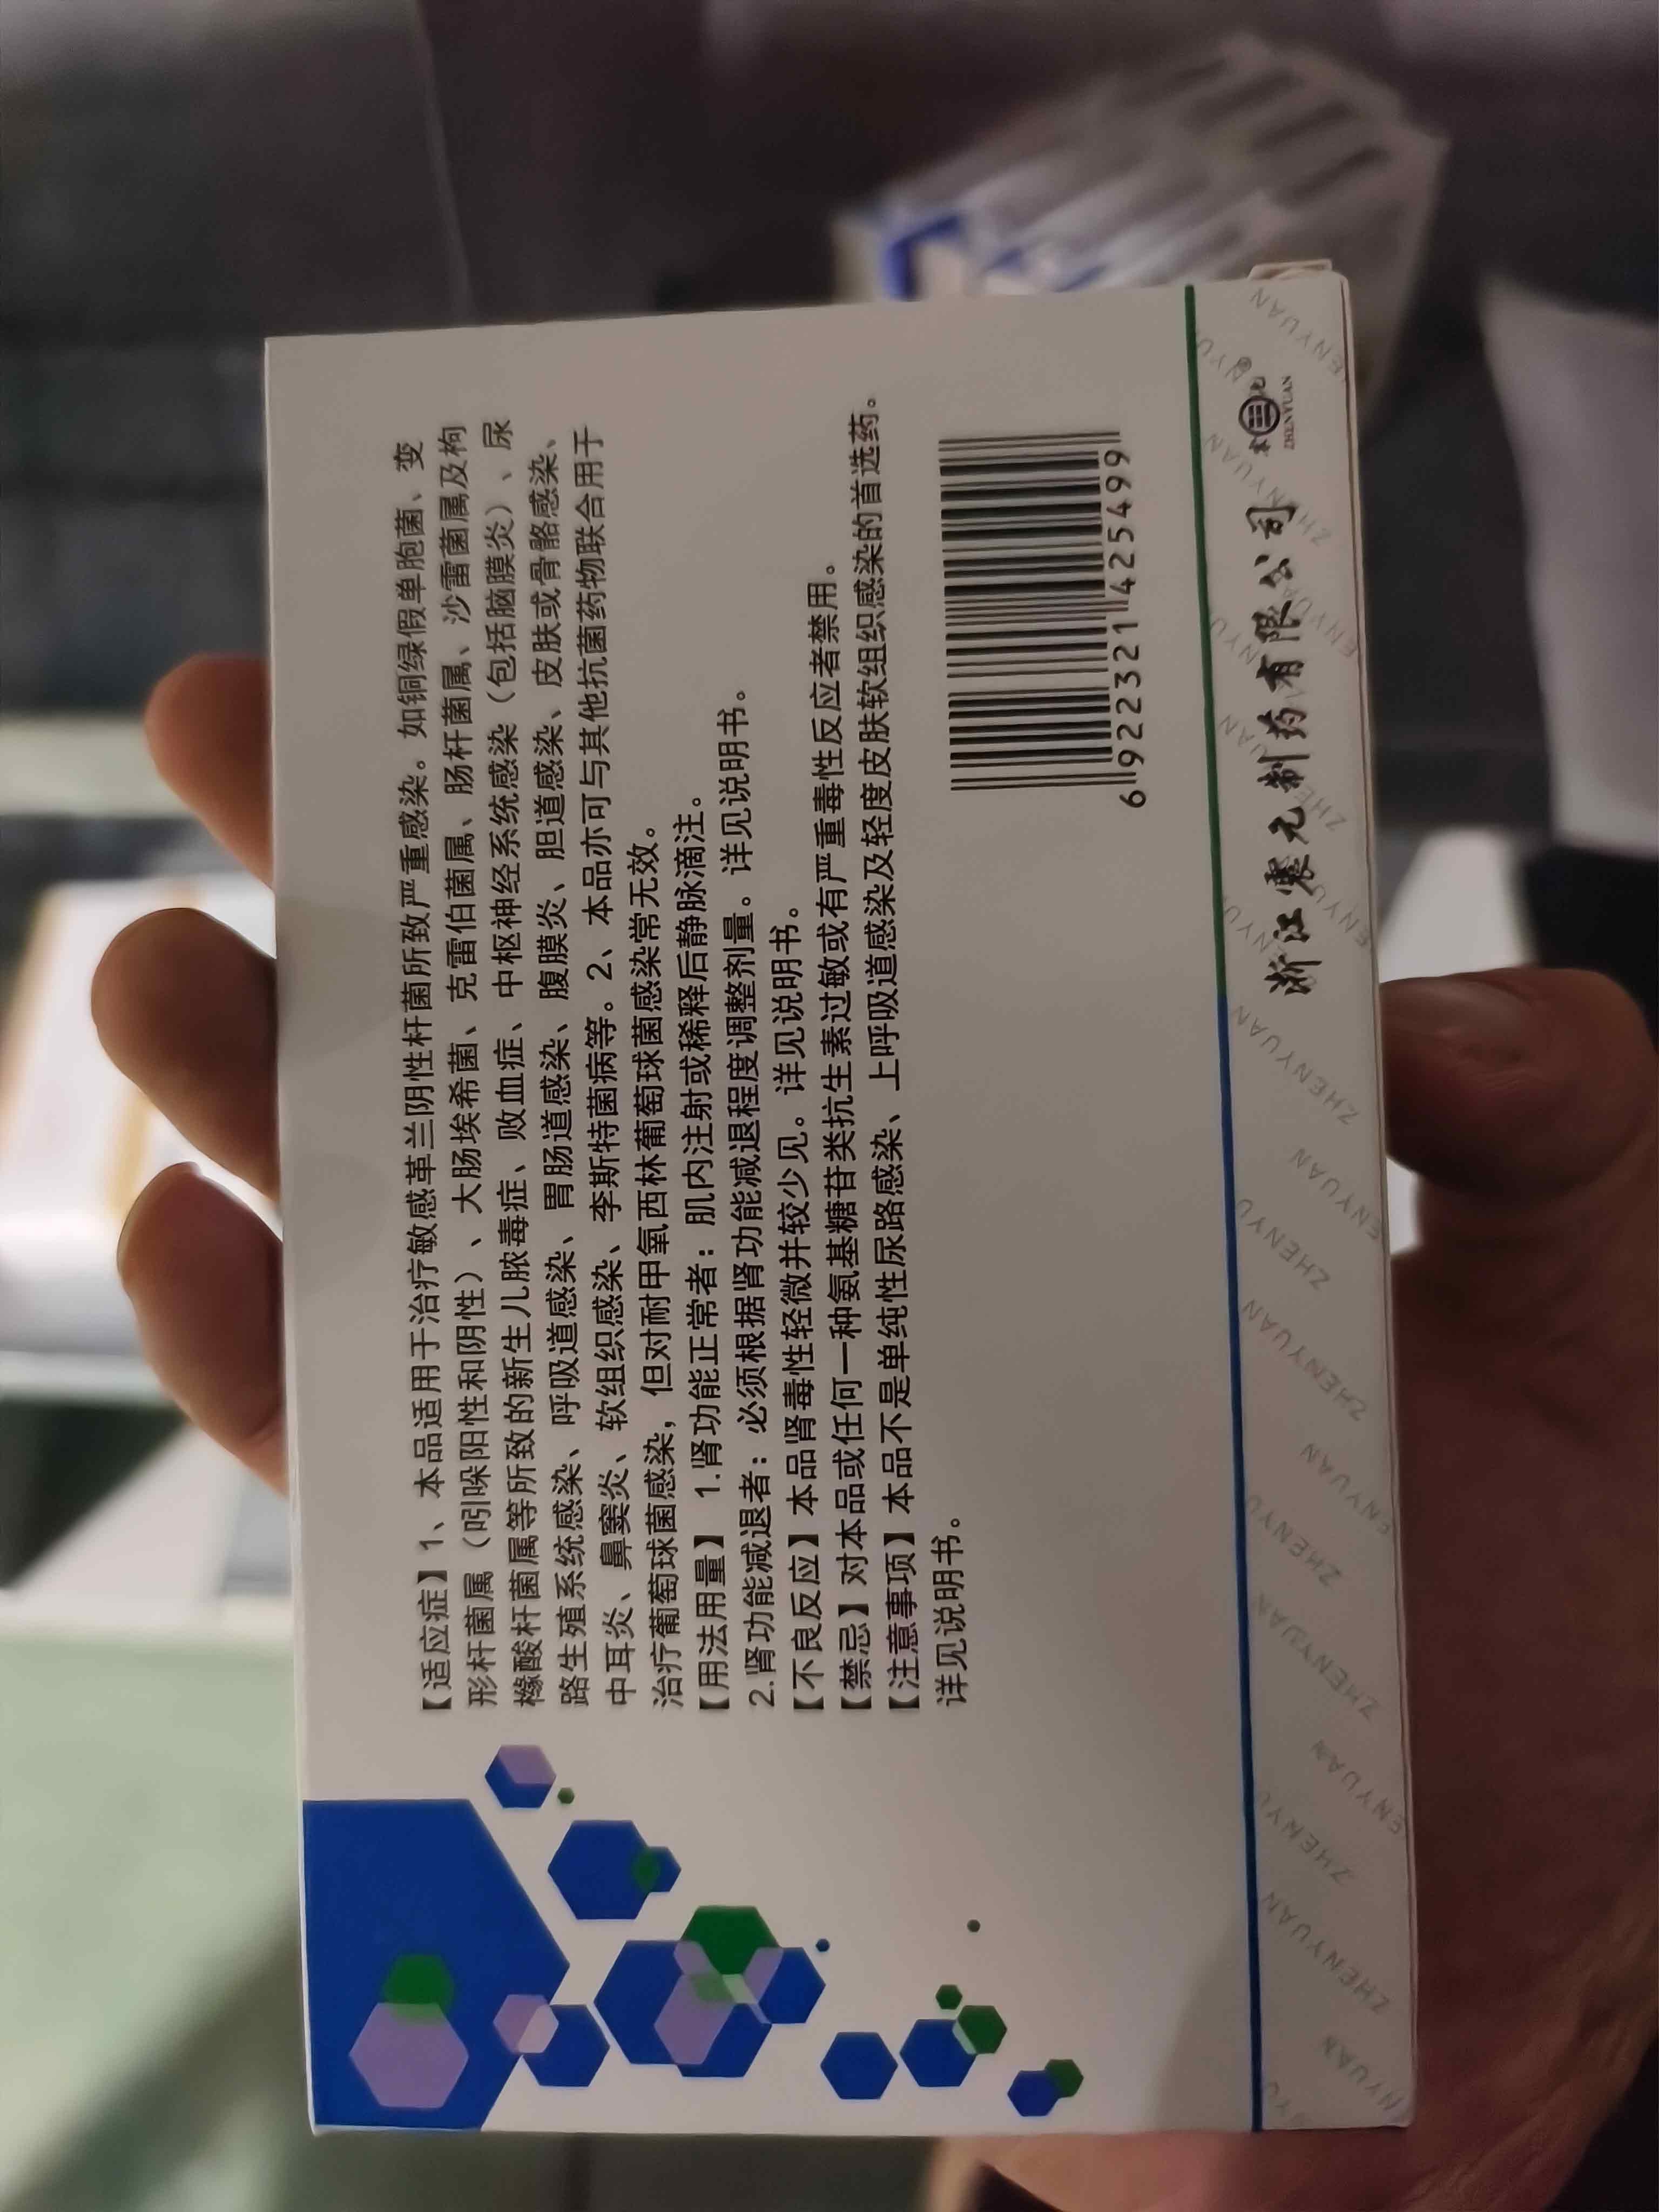 【适应症】1、本品适用于治疗敏感革兰阴性杆菌所致严重感染。如铜绿假单胞菌、变
形杆菌属（吲哚阳性和阴性）、大肠埃希菌、克雷伯菌属、肠杆菌属、沙雷菌属及枸
橼酸杆菌属等所致的新生儿脓毒症、败血症、中枢神经系统感染（包括脑膜炎）、尿
路生殖系统感染、呼吸道感染、胃肠道感染、腹膜炎、胆道感染、皮肤或骨骼感染、
中耳炎、鼻窦炎、软组织感染、李斯特菌病等。2、本品亦可与其他抗菌药物联合用于
治疗葡萄球菌感染，但对耐甲氧西林葡萄球菌感染常无效。
【用法用量】1.肾功能正常者：肌内注射或稀释后静脉滴注。
2.肾功能减退者：必须根据肾功能减退程度调整剂量。详见说明书。
【不良反应】本品肾毒性轻微并较少见。详见说明书。
【禁忌】对本品或任何一种氨基糖苷类抗生素过敏或有严重毒性反应者禁用。
【注意事项】本品不是单纯性尿路感染、上呼吸道感染及轻度皮肤软组织感染的首选药。
详见说明书。
6 922321 425499
浙江震元制药有限公司
震元®
ZHENYUAN